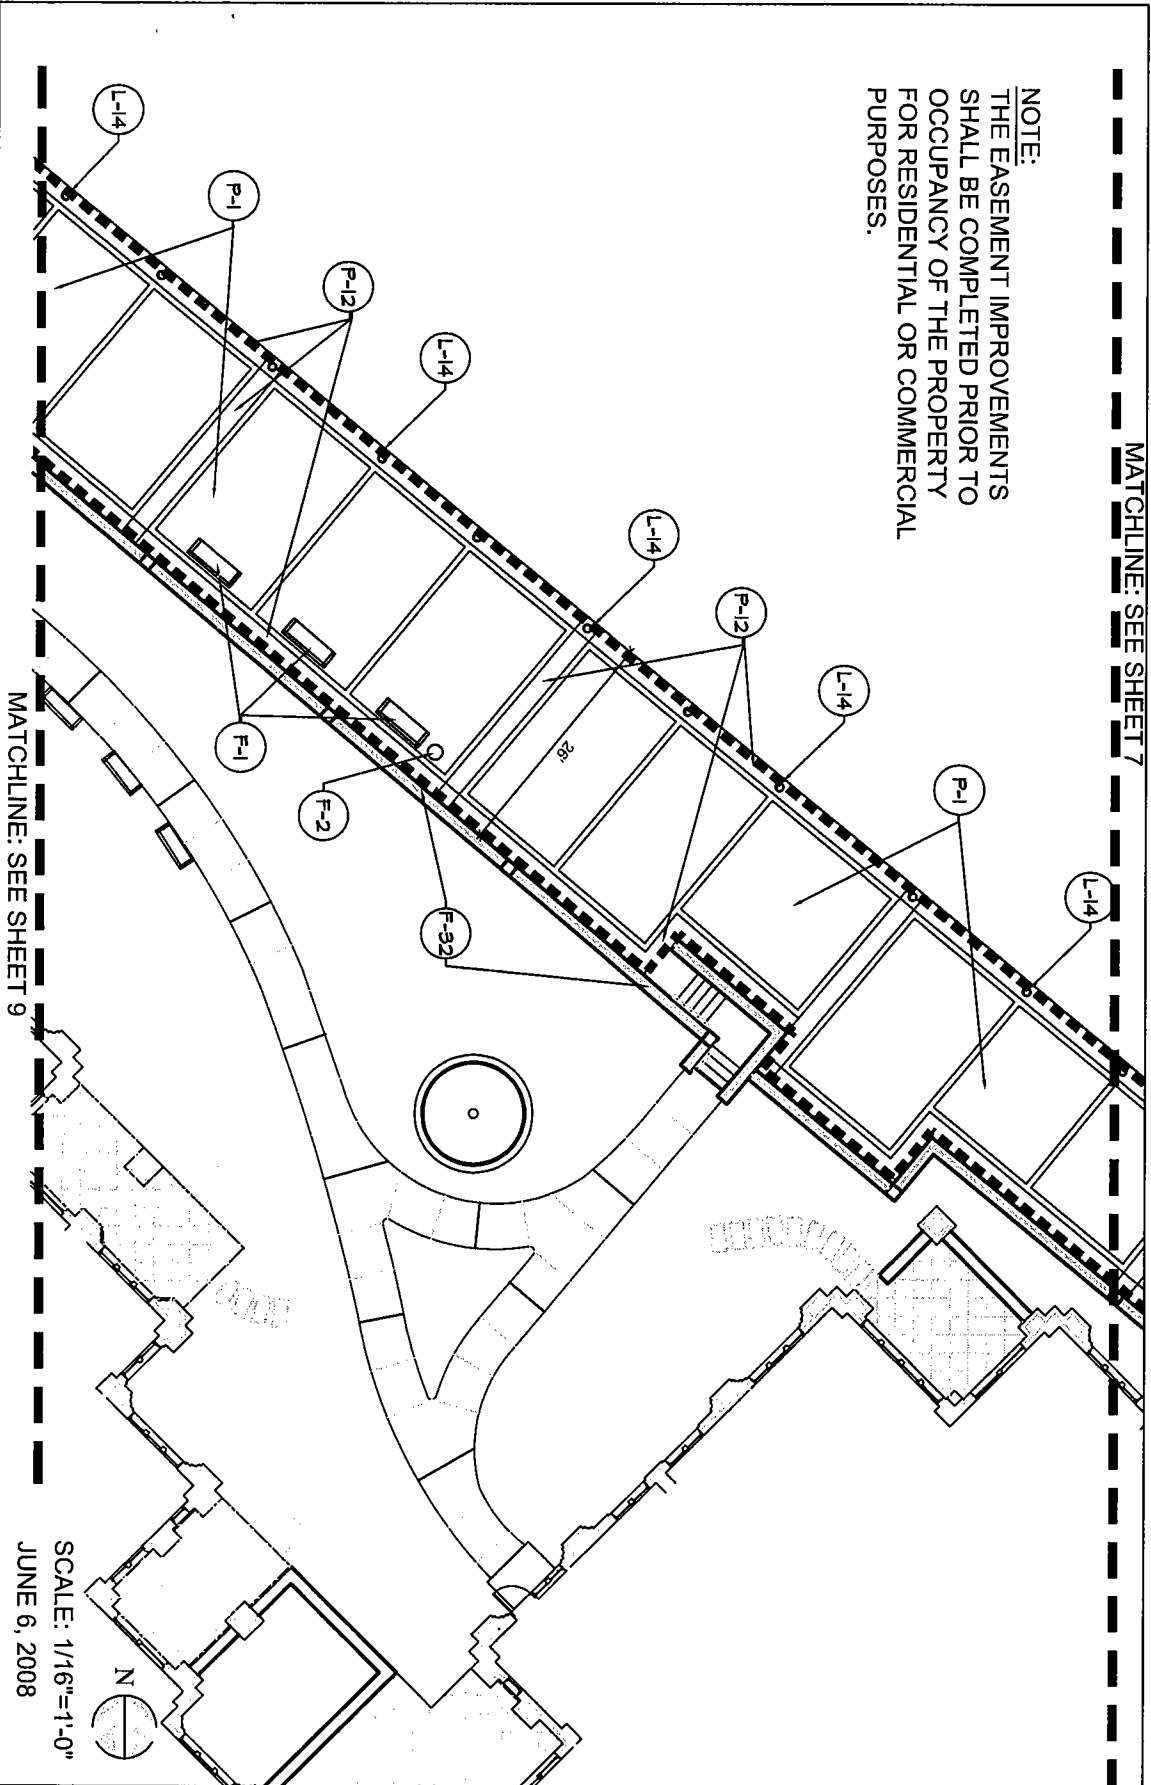 NOTE:
THE EASEMENT IMPROVEMENTS
SHALL BE COMPLETED PRIOR TO
OCCUPANCY OF THE PROPERTY
FOR RESIDENTIAL OR COMMERCIAL
PURPOSES.
MATCHLINE: SEE SHEET 7
L-14
P-1
P-12
L-14
L-14
P-12
L-14
P-1
L-14
26'
F-1
F-2
F-32
MATCHLINE: SEE SHEET 9
N
SCALE: 1/16"=1'-0"
JUNE 6, 2008